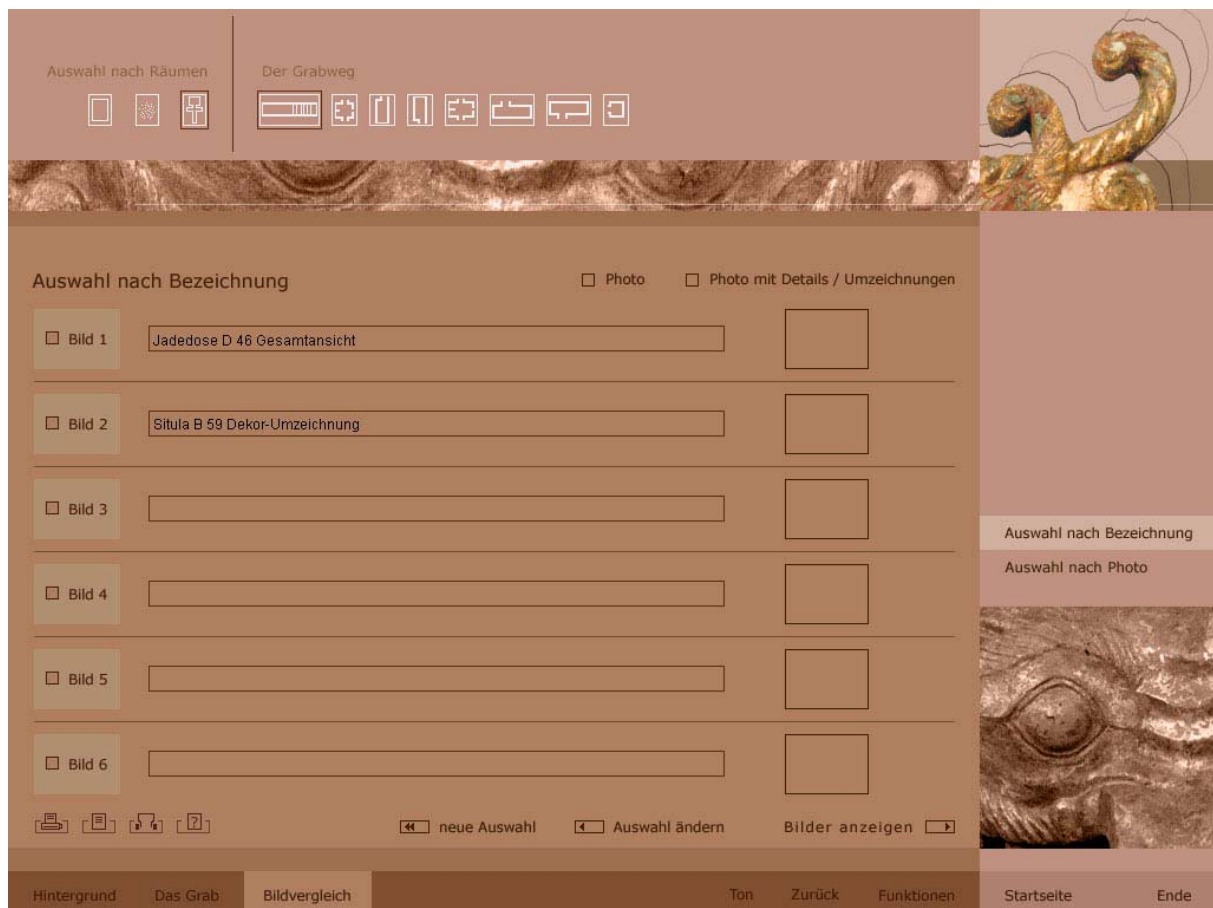 Auswahl nach Räumen
Der Grabweg
Auswahl nach Bezeichnung
Photo
Photo mit Details / Umzeichnungen
Bild 1
Jadedose D 46 Gesamtansicht
Bild 2
Situla B 59 Dekor-Umzeichnung
Bild 3
Bild 4
Bild 5
Bild 6
Auswahl nach Bezeichnung
Auswahl nach Photo
?
neue Auswahl
Auswahl ändern
Bilder anzeigen
Hintergrund
Das Grab
Bildvergleich
Ton
Zurück
Funktionen
Startseite
Ende